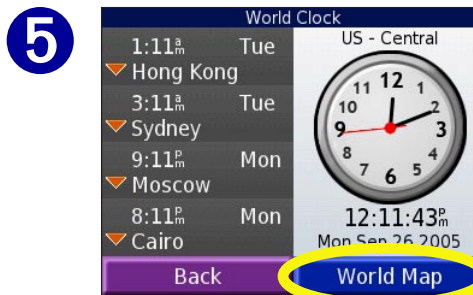 5
World Clock
1:11am Tue
Hong Kong
3:11am Tue
Sydney
9:11pm Mon
Moscow
8:11pm Mon
Cairo
US - Central
12
1
2
3
4
5
6
7
8
9
10
11
12:11:43pm
Mon Sep 26 2005
Back
World Map